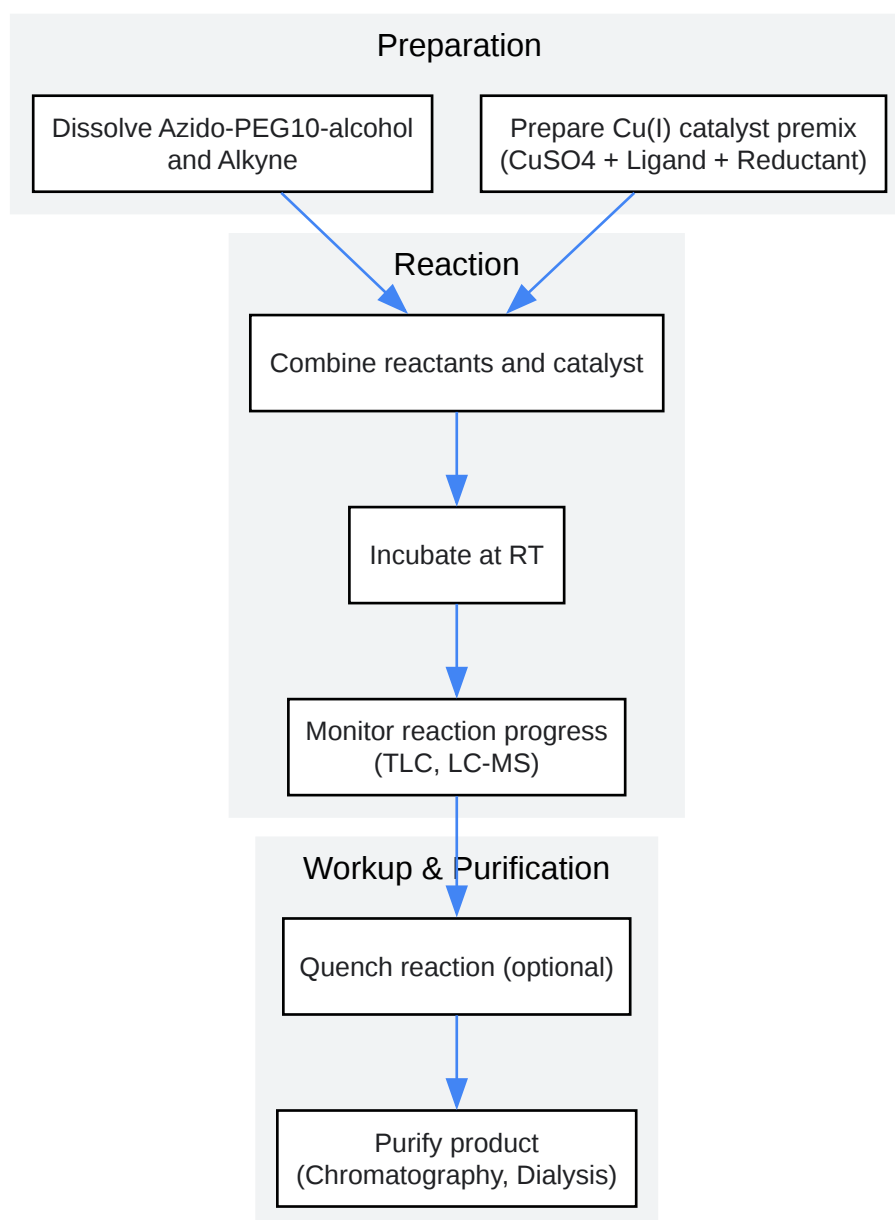 Preparation
Dissolve Azido-PEG10-alcohol
and Alkyne
Prepare Cu(I) catalyst premix
(CuSO4 + Ligand + Reductant)
Reaction
Combine reactants and catalyst
Incubate at RT
Monitor reaction progress
(TLC, LC-MS)
Workup & Purification
Quench reaction (optional)
Purify product
(Chromatography, Dialysis)